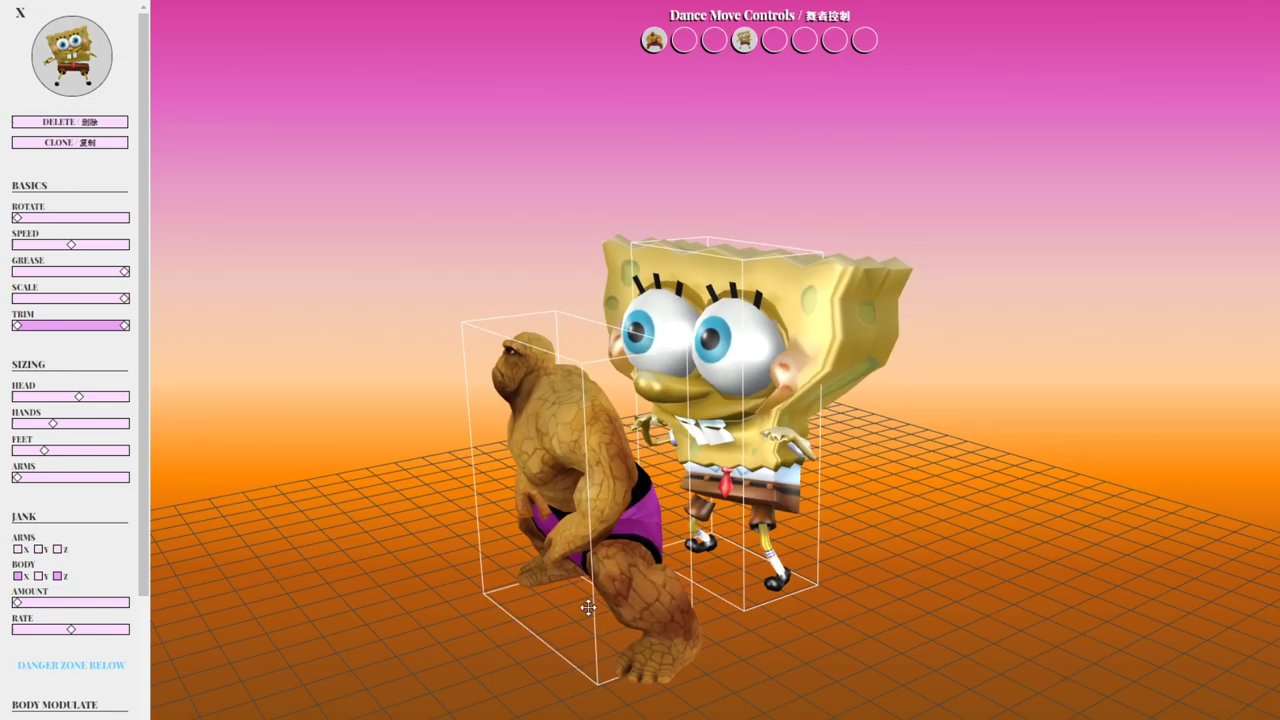 X
Dance Move Controls / 舞者控制
DELETE / 删除
CLONE / 复制
BASICS
ROTATE
SPEED
GREASE
SCALE
TRIM
SIZING
HEAD
HANDS
FEET
ARMS
JANK
ARMS
X Y Z
BODY
X Y Z
AMOUNT
RATE
DANGER ZONE BELOW
BODY MODULATE